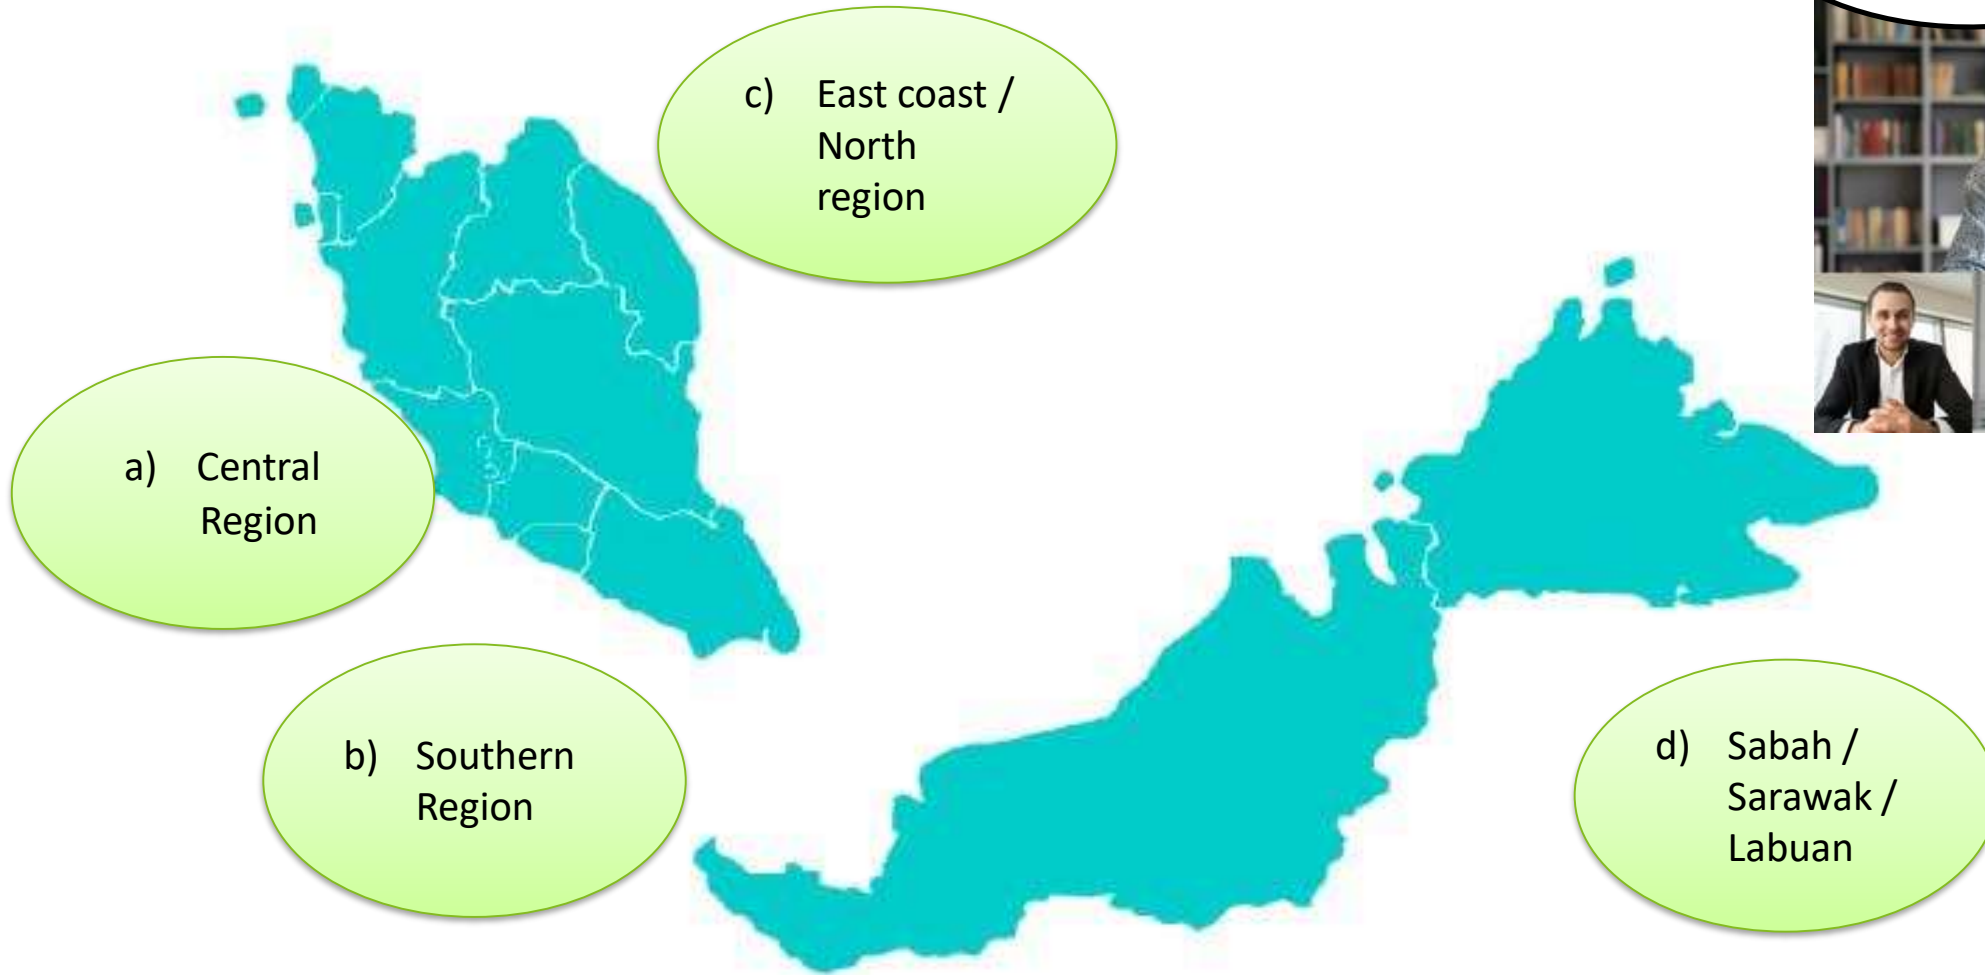 a) Central
Region
b) Southern
Region
c) East coast /
North
region
d) Sabah /
Sarawak /
Labuan